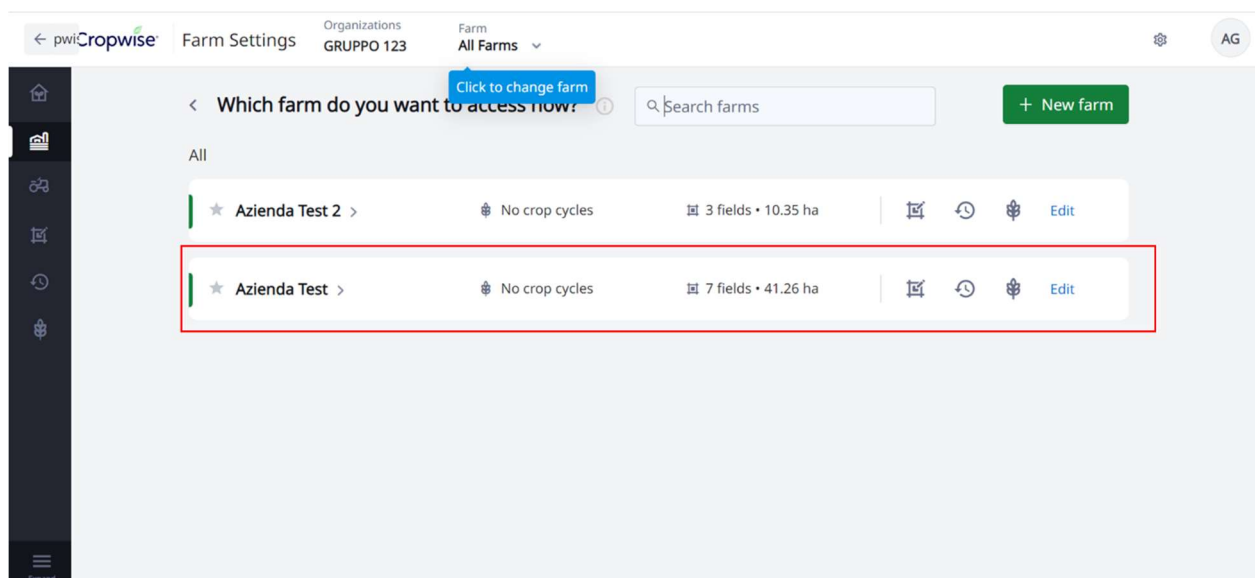 ← pwi
Cropwise
Farm Settings
Organizations
GRUPPO 123
Farm
All Farms
AG
Click to change farm
Which farm do you want to access now?
Search farms
+ New farm
All
Azienda Test 2 >
No crop cycles
3 fields • 10.35 ha
Edit
Azienda Test >
No crop cycles
7 fields • 41.26 ha
Edit